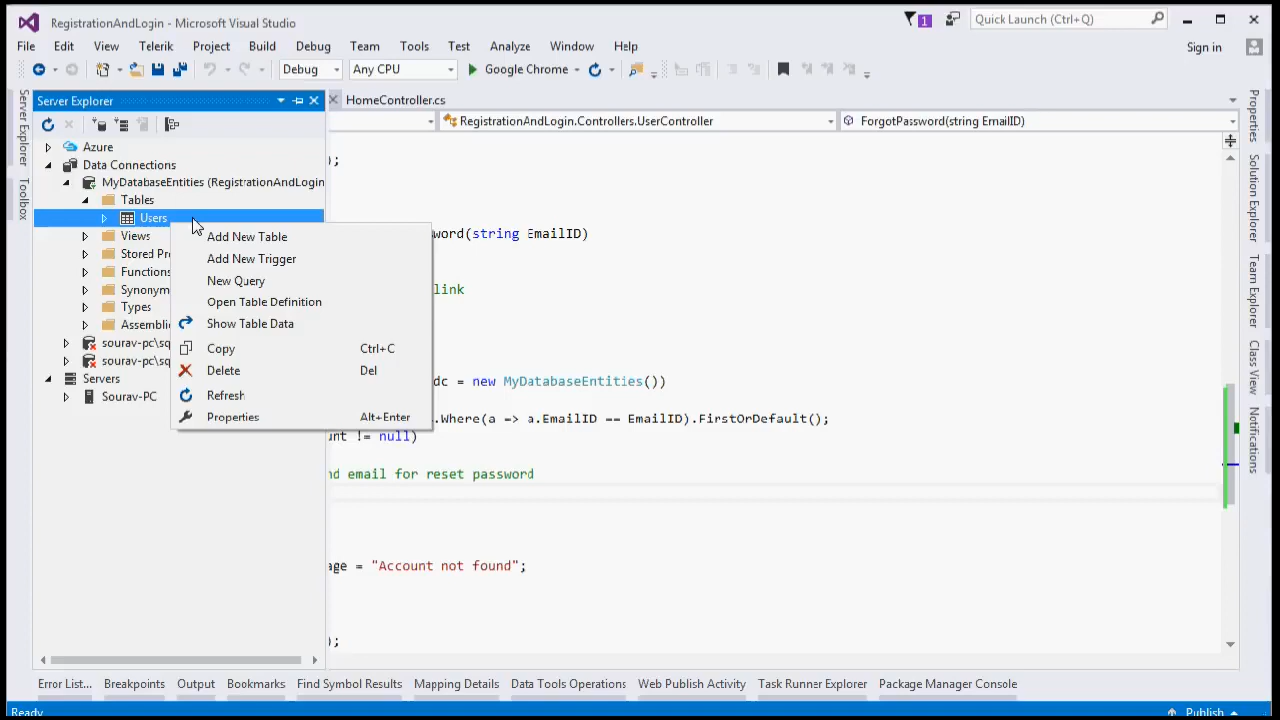 RegistrationAndLogin - Microsoft Visual Studio
1
Quick Launch (Ctrl+Q)
File Edit View Telerik Project Build Debug Team Tools Test Analyze Window Help
Sign in
Debug Any CPU Google Chrome
Server Explorer
HomeController.cs
RegistrationAndLogin.Controllers.UserController
ForgotPassword(string EmailID)
Server Explorer
Toolbox
Azure
Data Connections
MyDatabaseEntities (RegistrationAndLogin
Tables
Users
Views
Stored Pr
Functions
Synonym
Types
Assembli
sourav-pc\sq
sourav-pc\sq
Servers
Sourav-PC
Add New Table
Add New Trigger
New Query
Open Table Definition
Show Table Data
Copy Ctrl+C
Delete Del
Refresh
Properties Alt+Enter
);
word(string EmailID)
link
dc = new MyDatabaseEntities())
.Where(a => a.EmailID == EmailID).FirstOrDefault();
unt != null)
nd email for reset password
age = "Account not found";
);
Properties
Solution Explorer
Team Explorer
Class View
Notifications
Error List... Breakpoints Output Bookmarks Find Symbol Results Mapping Details Data Tools Operations Web Publish Activity Task Runner Explorer Package Manager Console
Ready
Publish